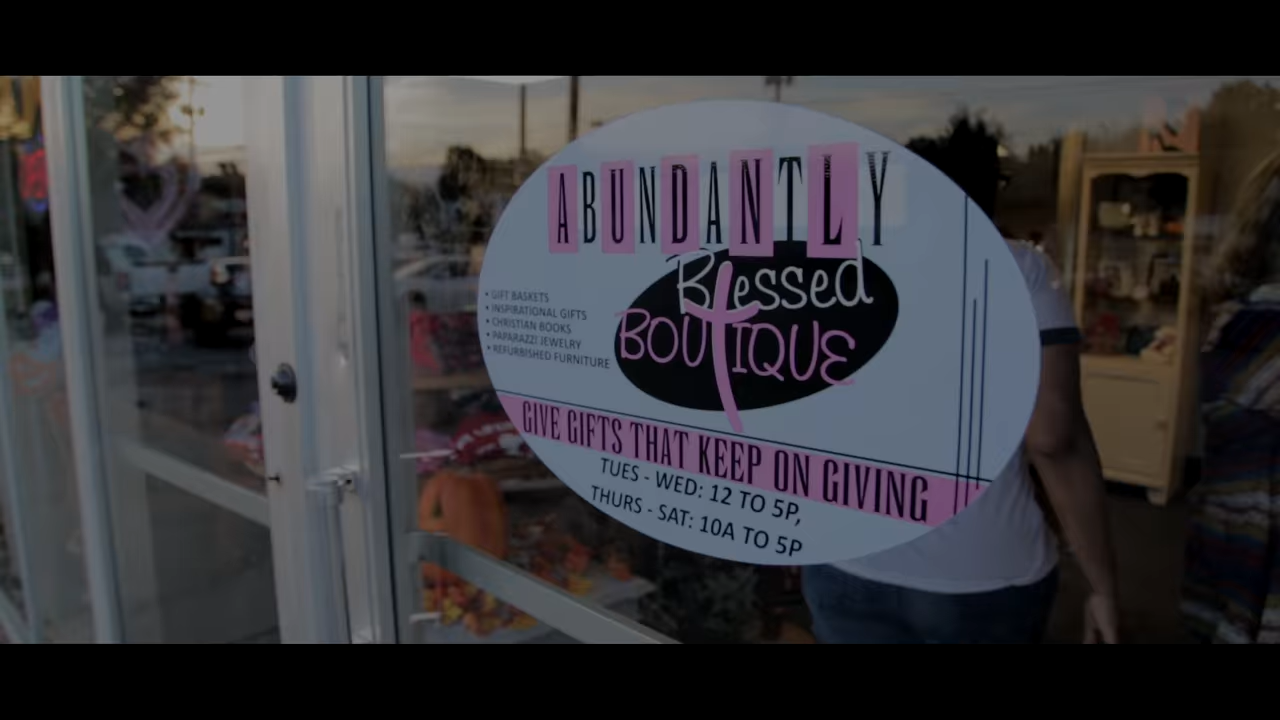 ABUNDANTLY
Blessed
BOUTIQUE
• GIFT BASKETS
• INSPIRATIONAL GIFTS
• CHRISTIAN BOOKS
• PAPARAZZI JEWELRY
• REFURBISHED FURNITURE
GIVE GIFTS THAT KEEP ON GIVING
TUES - WED: 12 TO 5P,
THURS - SAT: 10A TO 5P